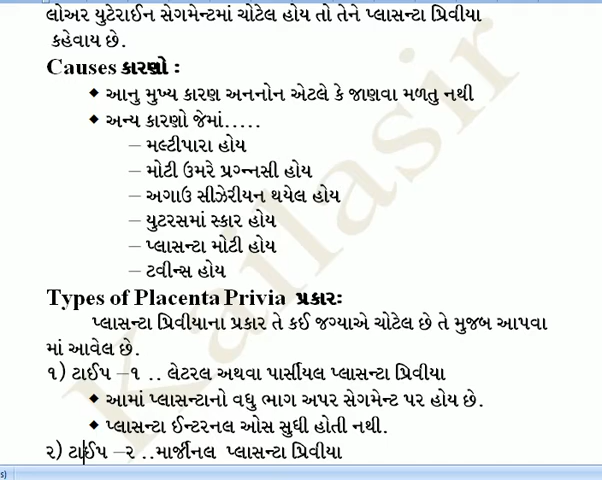 લોઅર યુટેરાઈન સેગમેન્ટમાં ચોટેલ હોય તો તેને પ્લાસન્ટા પ્રિવીયા
કહેવાય છે.
Causes કારણો :
◆ આનુ મુખ્ય કારણ અનનોન એટલે કે જાણવા મળતુ નથી
◆ અન્ય કારણો જેમાં.....
– મલ્ટીપારા હોય
– મોટી ઉમરે પ્રગ્નન્સી હોય
– અગાઉ સીઝેરીયન થયેલ હોય
– યુટરસમાં સ્કાર હોય
– પ્લાસન્ટા મોટી હોય
– ટવીન્સ હોય
Types of Placenta Privia પ્રકાર:
પ્લાસન્ટા પ્રિવીયાના પ્રકાર તે કઈ જગ્યાએ ચોટેલ છે તે મુજબ આપવા
માં આવેલ છે.
૧) ટાઈપ –૧ .. લેટરલ અથવા પાર્સીયલ પ્લાસન્ટા પ્રિવીયા
◆ આમાં પ્લાસન્ટાનો વધુ ભાગ અપર સેગમેન્ટ પર હોય છે.
◆ પ્લાસન્ટા ઈન્ટરનલ ઓસ સુધી હોતી નથી.
૨) ટાઈપ –૨ ..માર્જીનલ પ્લાસન્ટા પ્રિવીયા
s)
Kailasir